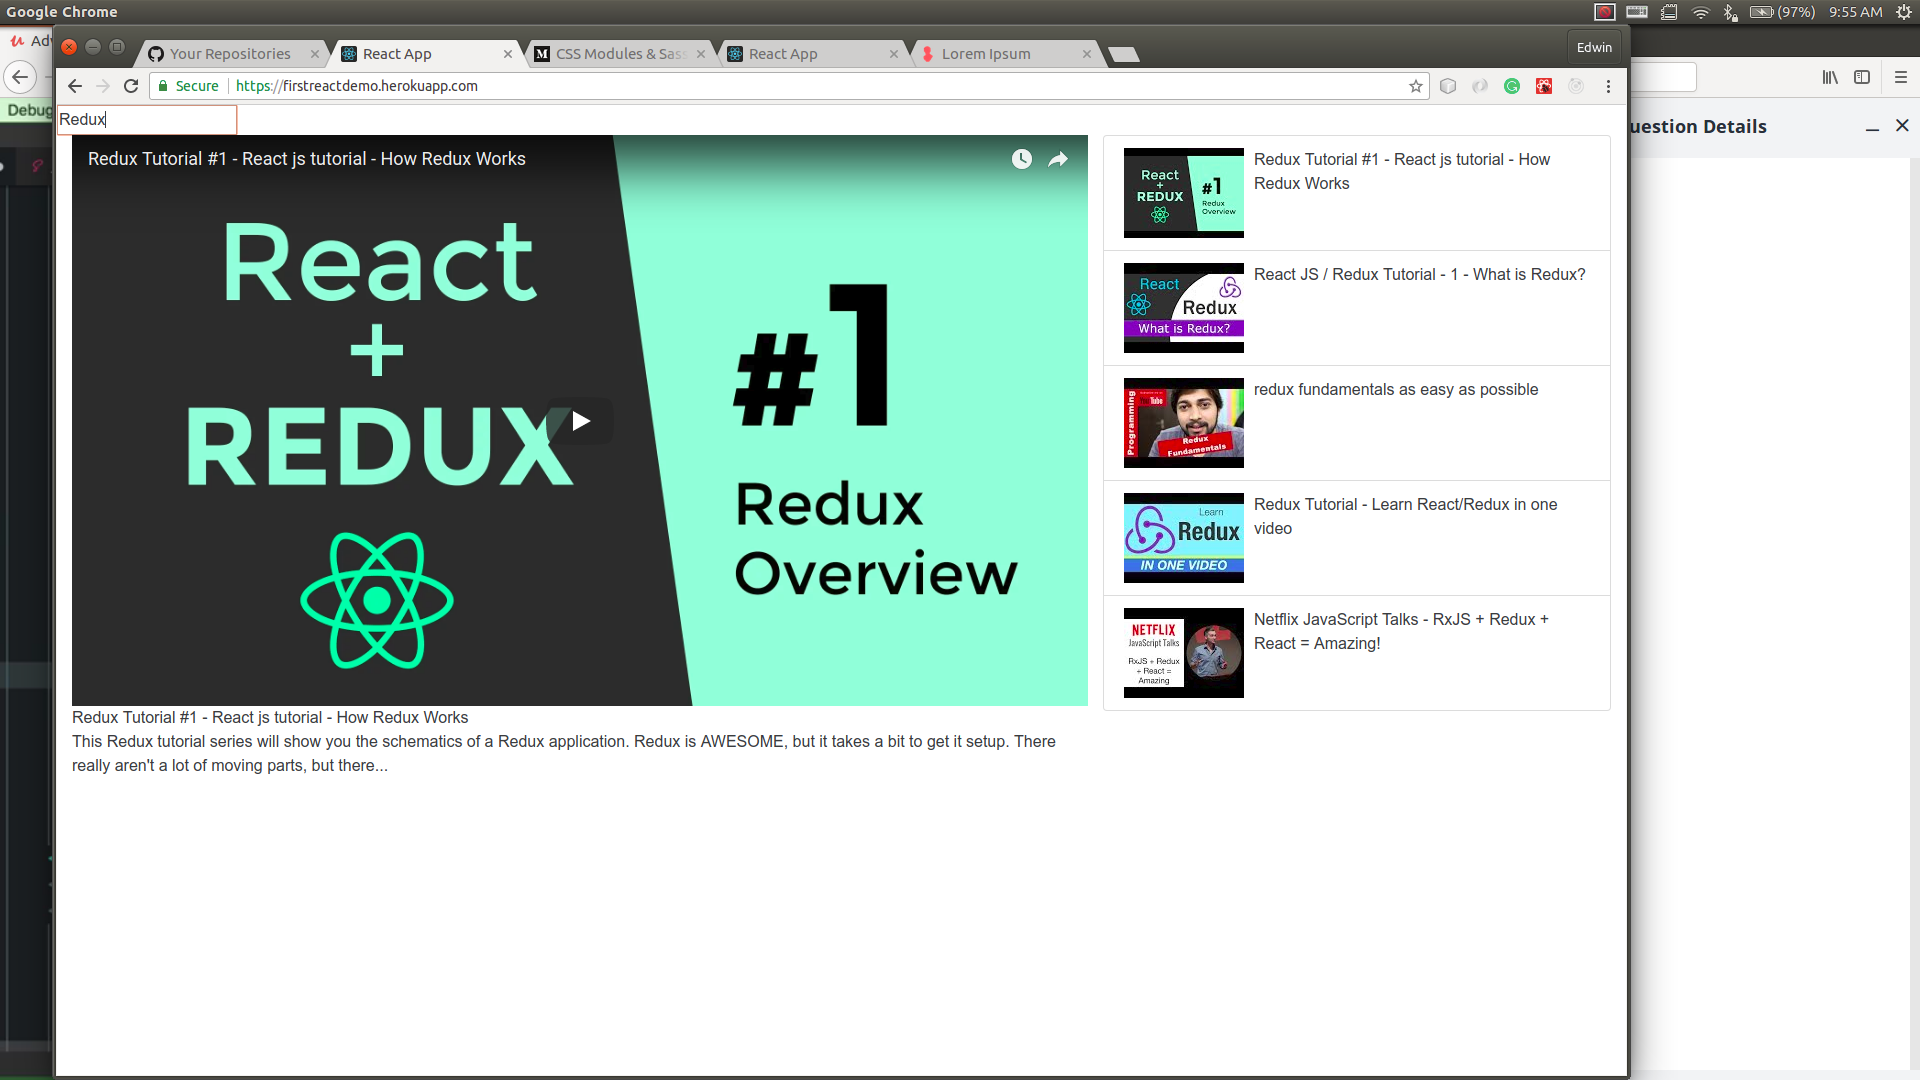 Google Chrome
(97%)
9:55 AM
Adv
Your Repositories
React App
CSS Modules & Sas
React App
Lorem Ipsum
Edwin
Secure
https://firstreactdemo.herokuapp.com
Debug
Redux
uestion Details
Redux Tutorial #1 - React js tutorial - How Redux Works
React
+
REDUX
#1
Redux
Overview
React
+
REDUX
#1
Redux
Overview
Redux Tutorial #1 - React js tutorial - How
Redux Works
React
Redux
What is Redux?
React JS / Redux Tutorial - 1 - What is Redux?
Programming
YouTube
Redux
Fundamentals
redux fundamentals as easy as possible
Learn
Redux
IN ONE VIDEO
Redux Tutorial - Learn React/Redux in one
video
NETFLIX
JavaScript Talks
RxJS + Redux
+ React =
Amazing
Netflix JavaScript Talks - RxJS + Redux +
React = Amazing!
Redux Tutorial #1 - React js tutorial - How Redux Works
This Redux tutorial series will show you the schematics of a Redux application. Redux is AWESOME, but it takes a bit to get it setup. There
really aren't a lot of moving parts, but there...